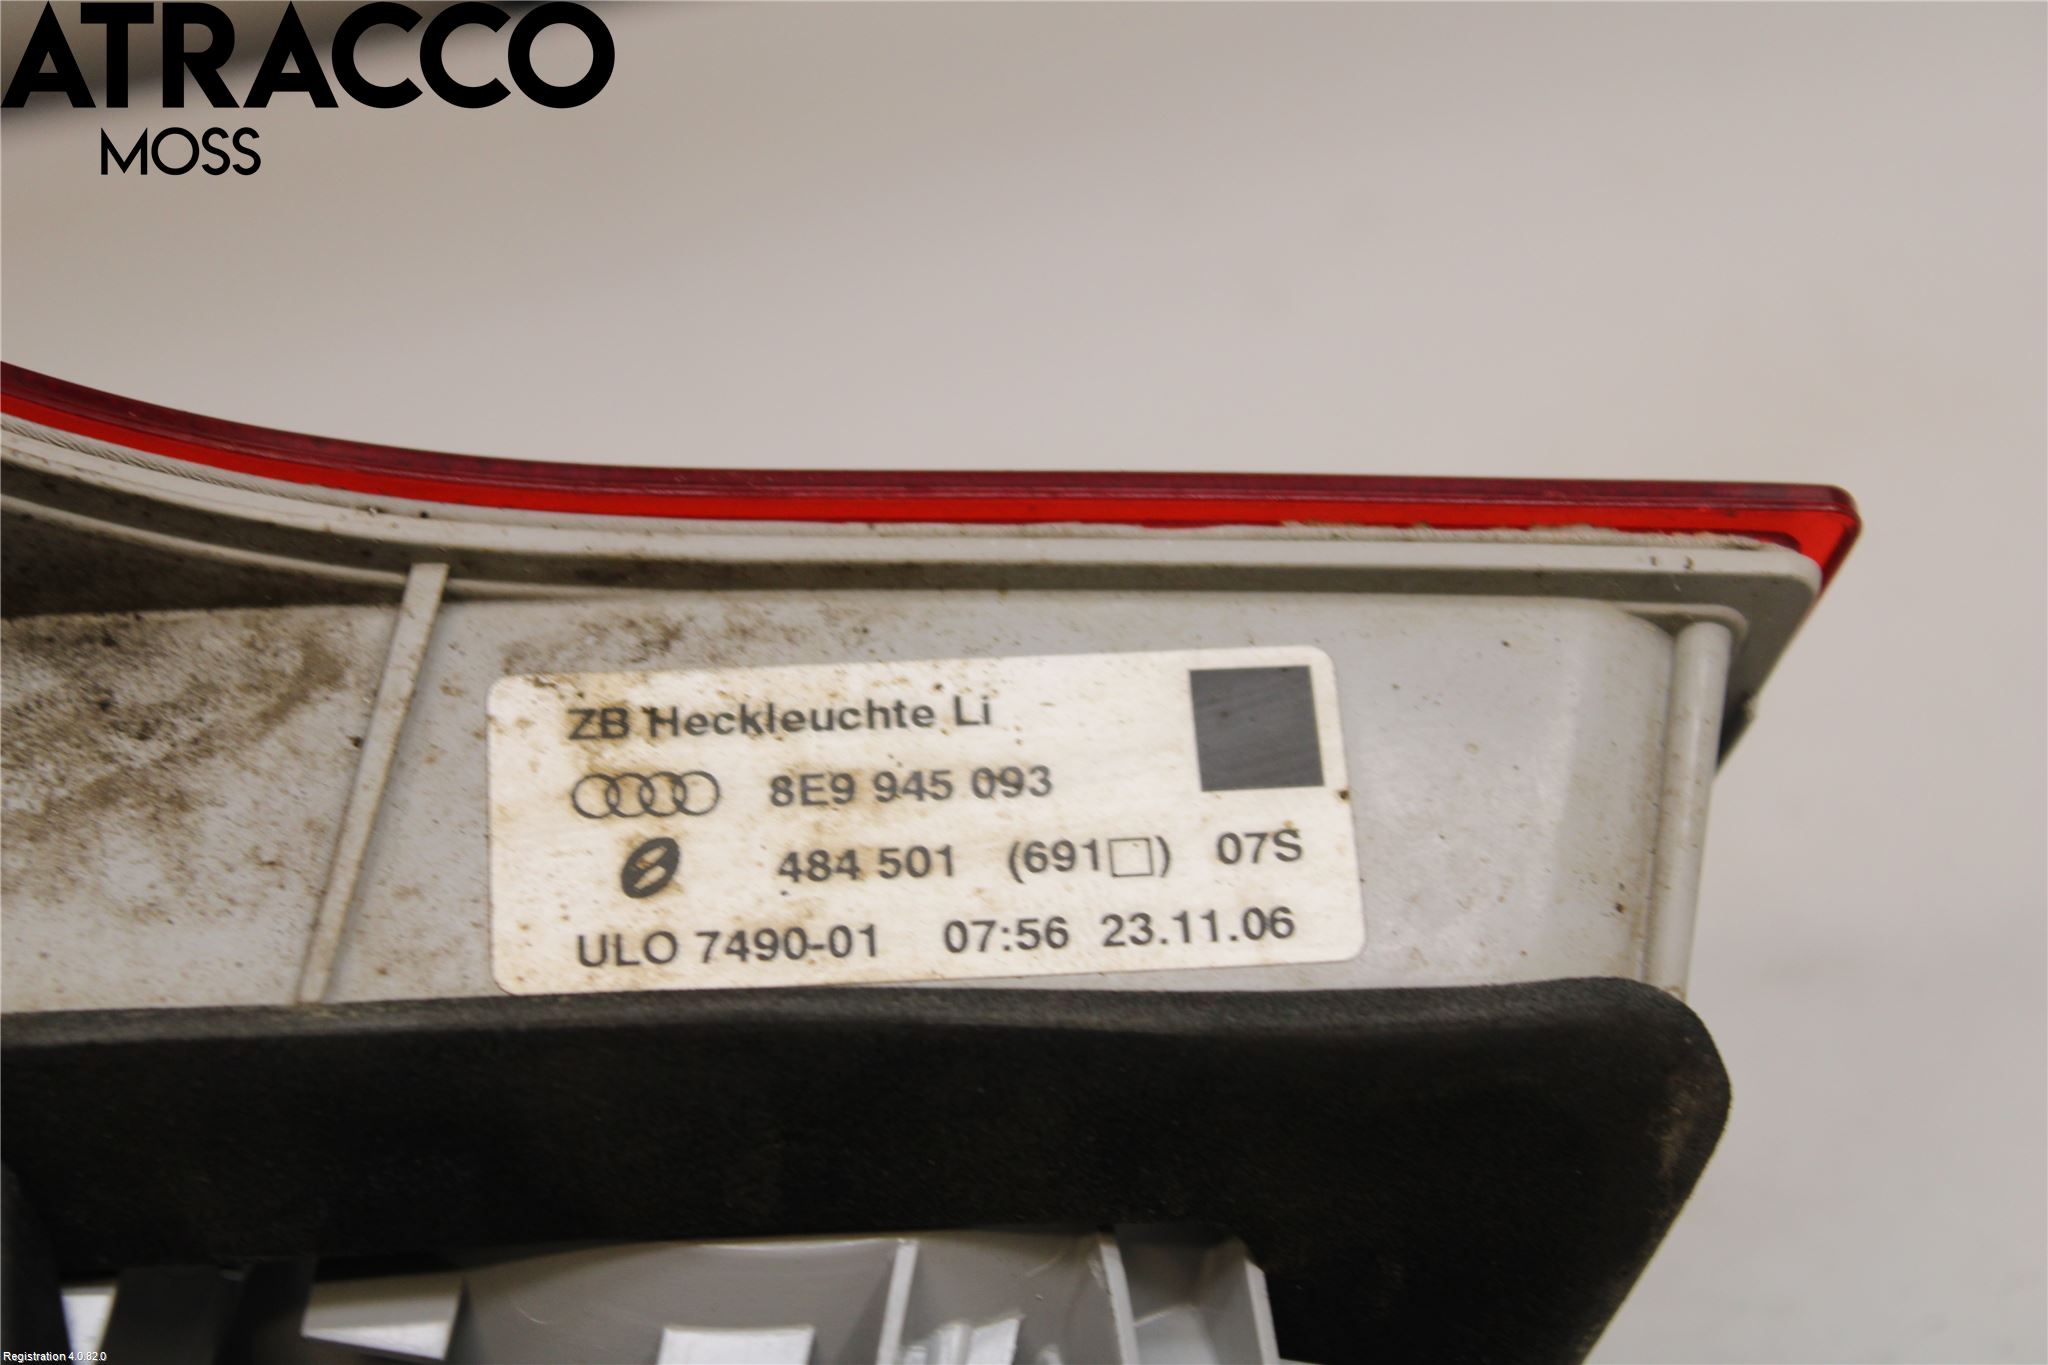 ATRACCO
MOSS
ZB Heckleuchte Li
8E9 945 093
484 501 (691□) 07S
ULO 7490-01 07:56 23.11.06
Registration 4.0.82.0